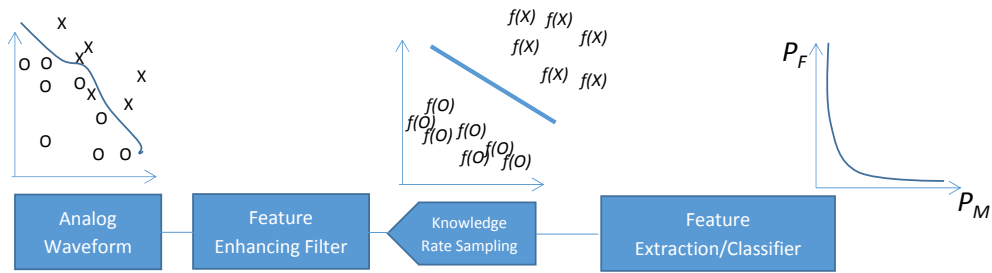 X
X
X
X
X
X
O
O
O
O
O
O
O
O
f(X)
f(X)
f(X)
f(X)
f(X)
f(X)
f(O)
f(O)
f(O)
f(O)
f(O)
f(O)
f(O)
P_F
P_M
Analog
Waveform
Feature
Enhancing Filter
Knowledge
Rate Sampling
Feature
Extraction/Classifier